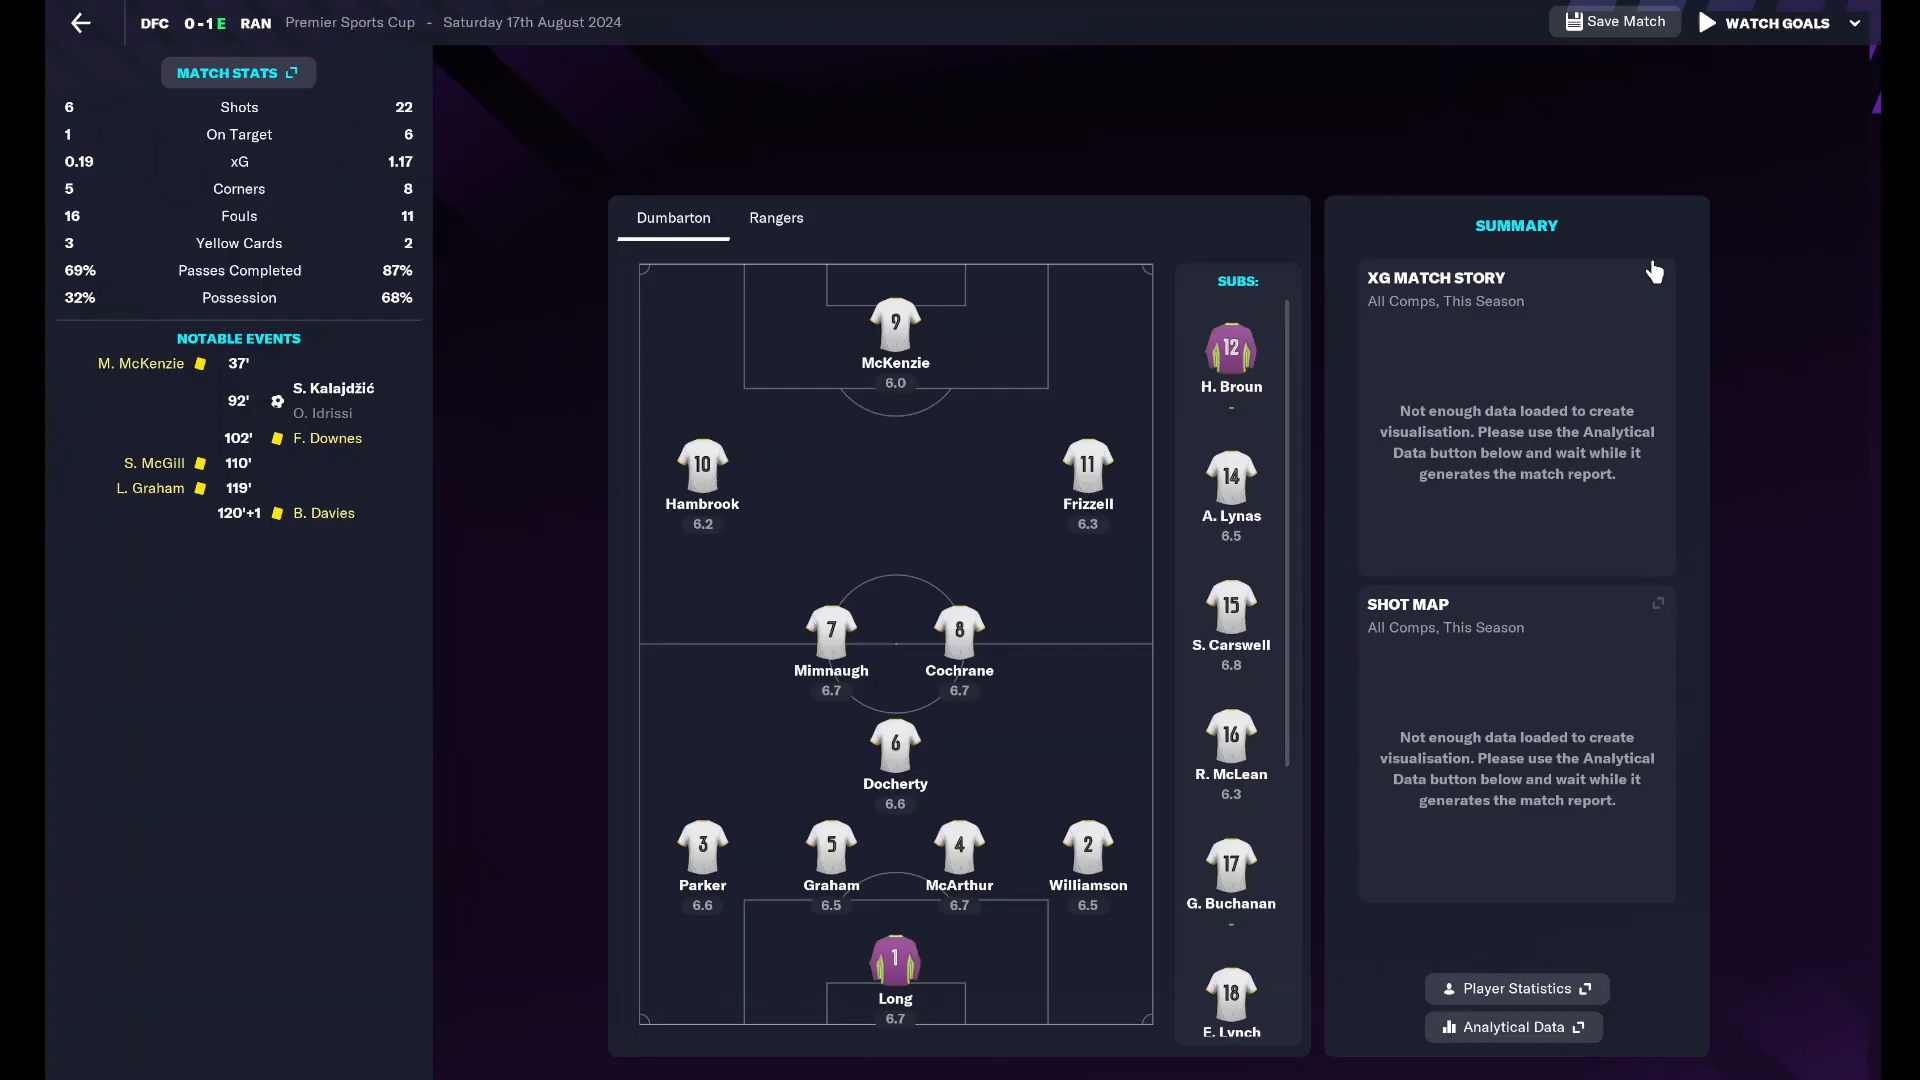 DFC 0-1 E RAN Premier Sports Cup - Saturday 17th August 2024
Save Match
WATCH GOALS
MATCH STATS
6 Shots 22
1 On Target 6
0.19 xG 1.17
5 Corners 8
16 Fouls 11
3 Yellow Cards 2
69% Passes Completed 87%
32% Possession 68%
NOTABLE EVENTS
M. McKenzie 37'
92' S. Kalajdžić
O. Idrissi
102' F. Downes
S. McGill 110'
L. Graham 119'
120'+1 B. Davies
Dumbarton Rangers
9
McKenzie
6.0
10 11
Hambrook Frizzell
6.2 6.3
7 8
Mimnaugh Cochrane
6.7 6.7
6
Docherty
6.6
3 5 4 2
Parker Graham McArthur Williamson
6.6 6.5 6.7 6.5
1
Long
6.7
SUBS:
12
H. Broun
-
14
A. Lynas
6.5
15
S. Carswell
6.8
16
R. McLean
6.3
17
G. Buchanan
-
18
E. Lynch
SUMMARY
XG MATCH STORY
All Comps, This Season
Not enough data loaded to create
visualisation. Please use the Analytical
Data button below and wait while it
generates the match report.
SHOT MAP
All Comps, This Season
Not enough data loaded to create
visualisation. Please use the Analytical
Data button below and wait while it
generates the match report.
Player Statistics
Analytical Data